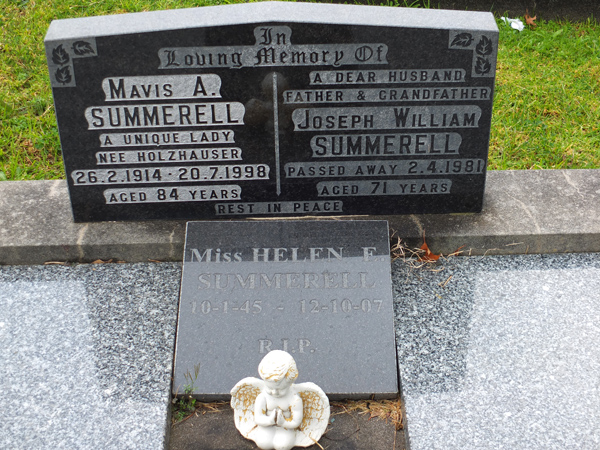 In
Loving Memory Of
MAVIS A.
SUMMERELL
A UNIQUE LADY
NEE HOLZHAUSER
26.2.1914 - 20.7.1998
AGED 84 YEARS
A DEAR HUSBAND
FATHER & GRANDFATHER
JOSEPH WILLIAM
SUMMERELL
PASSED AWAY 2.4.1981
AGED 71 YEARS
REST IN PEACE
Miss HELEN F.
SUMMERELL
10-1-45 - 12-10-07
R.I.P.